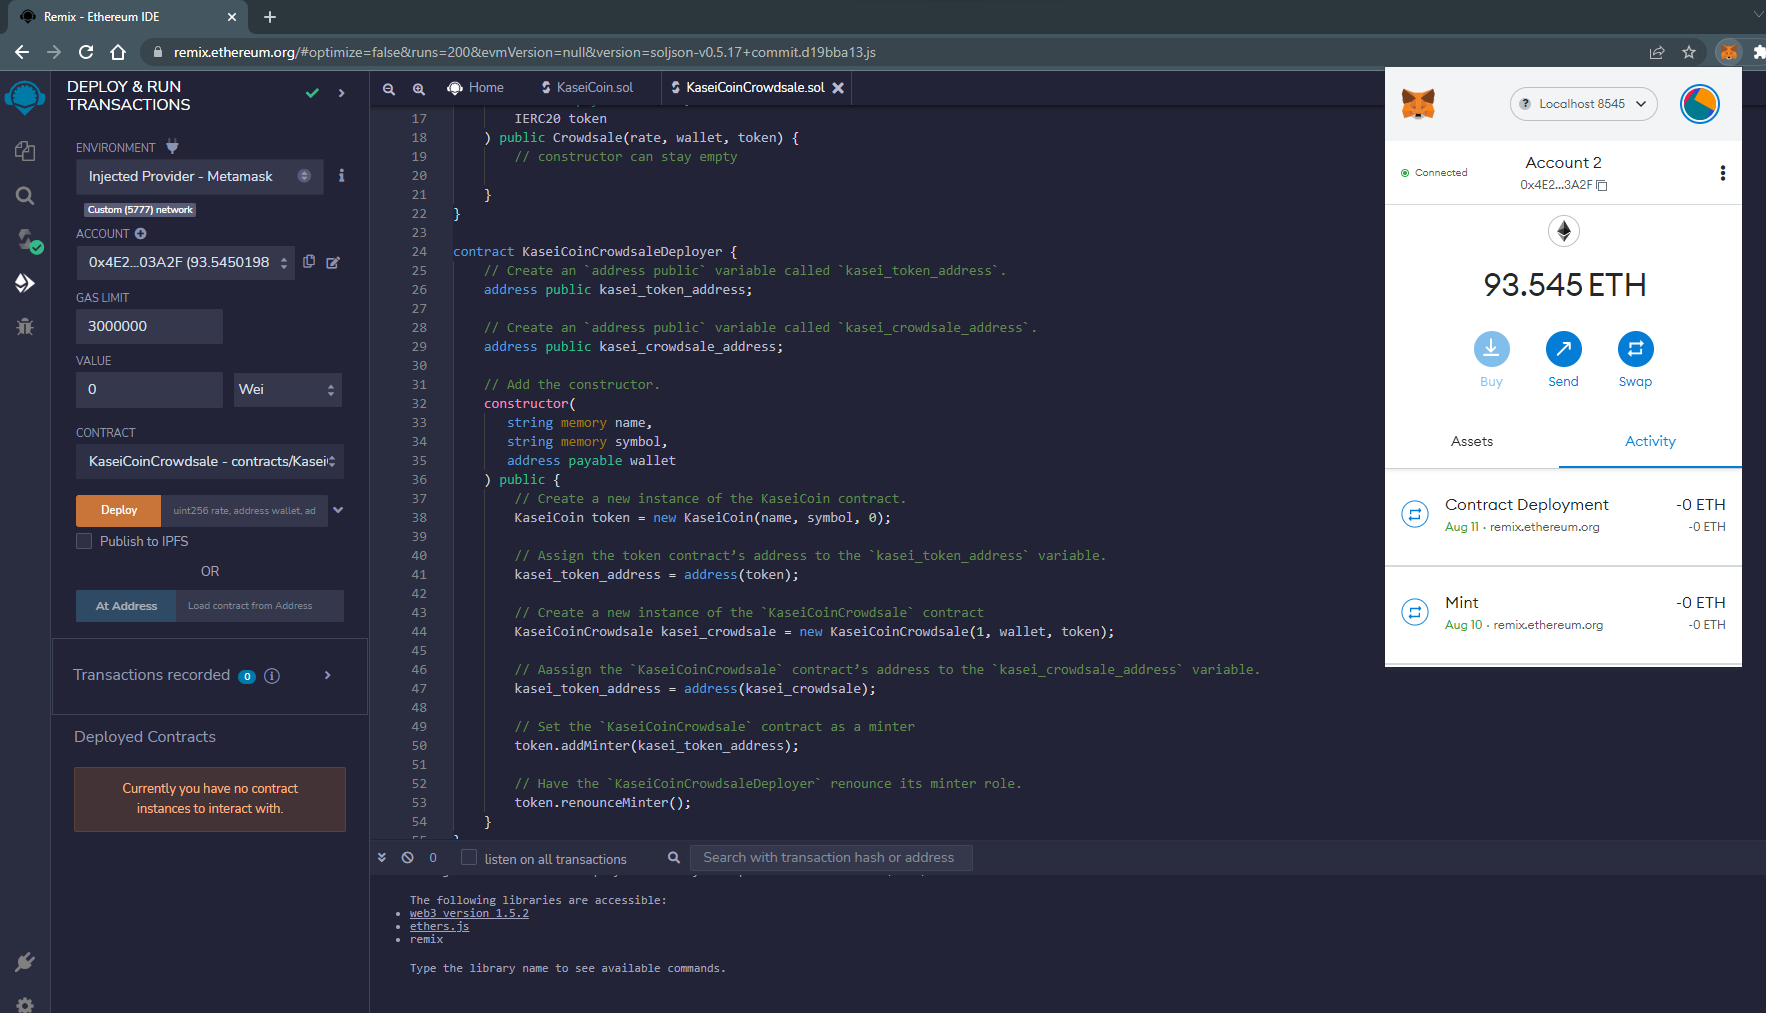 Remix - Ethereum IDE
remix.ethereum.org/#optimize=false&runs=200&evmVersion=null&version=soljson-v0.5.17+commit.d19bba13.js
DEPLOY & RUN
TRANSACTIONS
ENVIRONMENT
Injected Provider - Metamask
Custom (5777) network
ACCOUNT
0x4E2...03A2F (93.5450198
GAS LIMIT
3000000
VALUE
0
Wei
CONTRACT
KaseiCoinCrowdsale - contracts/Kasei
Deploy
uint256 rate, address wallet, ad
Publish to IPFS
OR
At Address
Load contract from Address
Transactions recorded 0 i
Deployed Contracts
Currently you have no contract
instances to interact with.
Home
KaseiCoin.sol
KaseiCoinCrowdsale.sol
17 IERC20 token
18 ) public Crowdsale(rate, wallet, token) {
19 // constructor can stay empty
20
21 }
22 }
23
24 contract KaseiCoinCrowdsaleDeployer {
25 // Create an `address public` variable called `kasei_token_address`.
26 address public kasei_token_address;
27
28 // Create an `address public` variable called `kasei_crowdsale_address`.
29 address public kasei_crowdsale_address;
30
31 // Add the constructor.
32 constructor(
33 string memory name,
34 string memory symbol,
35 address payable wallet
36 ) public {
37 // Create a new instance of the KaseiCoin contract.
38 KaseiCoin token = new KaseiCoin(name, symbol, 0);
39
40 // Assign the token contract’s address to the `kasei_token_address` variable.
41 kasei_token_address = address(token);
42
43 // Create a new instance of the `KaseiCoinCrowdsale` contract
44 KaseiCoinCrowdsale kasei_crowdsale = new KaseiCoinCrowdsale(1, wallet, token);
45
46 // Aassign the `KaseiCoinCrowdsale` contract’s address to the `kasei_crowdsale_address` variable.
47 kasei_token_address = address(kasei_crowdsale);
48
49 // Set the `KaseiCoinCrowdsale` contract as a minter
50 token.addMinter(kasei_token_address);
51
52 // Have the `KaseiCoinCrowdsaleDeployer` renounce its minter role.
53 token.renounceMinter();
54 }
0
listen on all transactions
Search with transaction hash or address
The following libraries are accessible:
• web3 version 1.5.2
• ethers.js
• remix
Type the library name to see available commands.
? Localhost 8545
Connected
Account 2
0x4E2...3A2F
93.545 ETH
Buy
Send
Swap
Assets
Activity
Contract Deployment -0 ETH
Aug 11 · remix.ethereum.org -0 ETH
Mint -0 ETH
Aug 10 · remix.ethereum.org -0 ETH